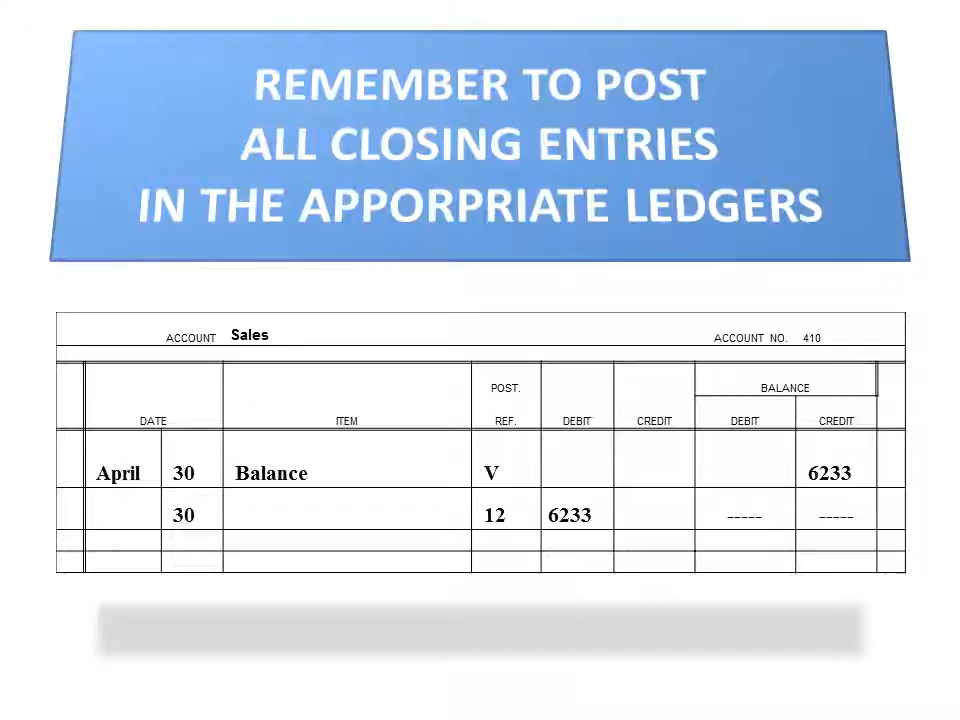 REMEMBER TO POST
ALL CLOSING ENTRIES
IN THE APPORPRIATE LEDGERS
ACCOUNT Sales ACCOUNT NO. 410
POST. BALANCE
DATE ITEM REF. DEBIT CREDIT DEBIT CREDIT
April 30 Balance V 6233
30 12 6233 ----- -----